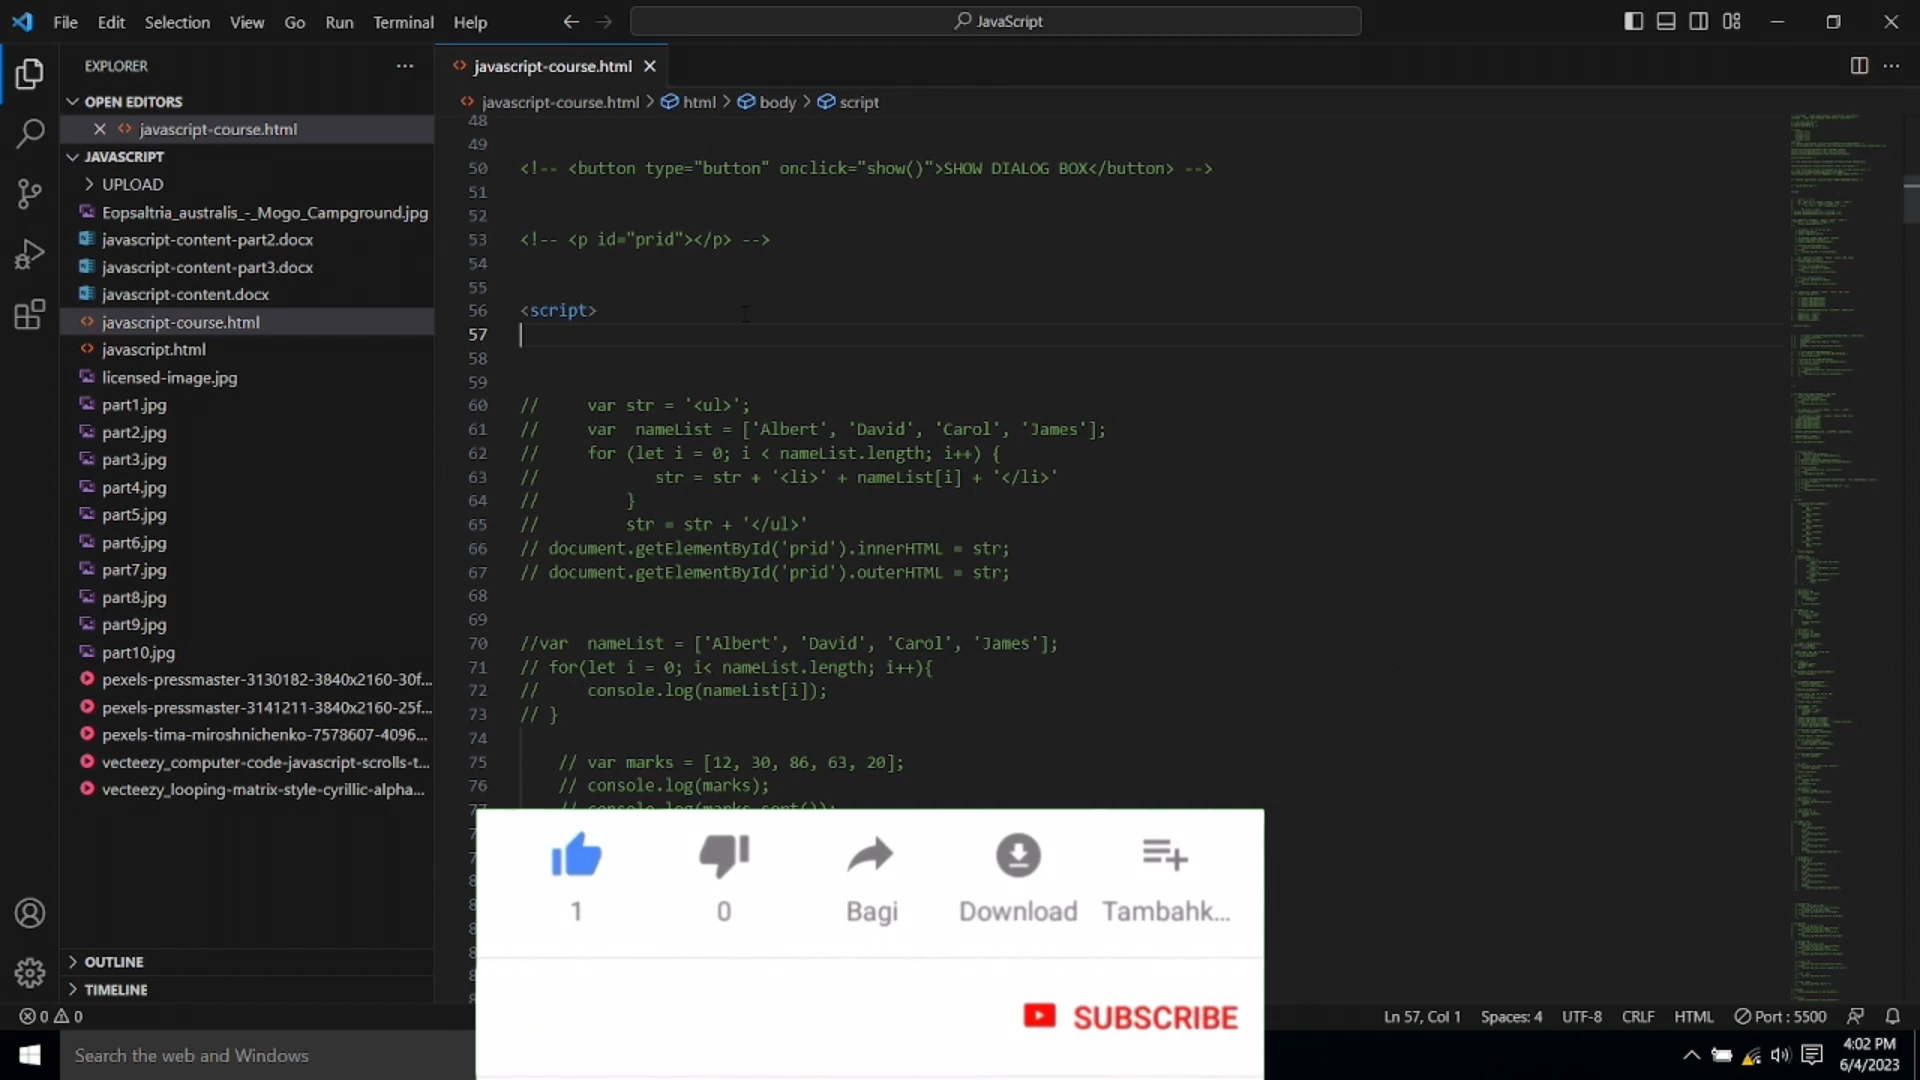 File Edit Selection View Go Run Terminal Help
JavaScript
EXPLORER
OPEN EDITORS
javascript-course.html
JAVASCRIPT
UPLOAD
Eopsaltria_australis_-_Mogo_Campground.jpg
javascript-content-part2.docx
javascript-content-part3.docx
javascript-content.docx
javascript-course.html
javascript.html
licensed-image.jpg
part1.jpg
part2.jpg
part3.jpg
part4.jpg
part5.jpg
part6.jpg
part7.jpg
part8.jpg
part9.jpg
part10.jpg
pexels-pressmaster-3130182-3840x2160-30f...
pexels-pressmaster-3141211-3840x2160-25f...
pexels-tima-miroshnichenko-7578607-4096...
vecteezy_computer-code-javascript-scrolls-t...
vecteezy_looping-matrix-style-cyrillic-alpha...
OUTLINE
TIMELINE
javascript-course.html
javascript-course.html > html > body > script
48
49
50 <!-- <button type="button" onclick="show()">SHOW DIALOG BOX</button> -->
51
52
53 <!-- <p id="prid"></p> -->
54
55
56 <script>
57
58
59
60 // var str = '<ul>';
61 // var nameList = ['Albert', 'David', 'Carol', 'James'];
62 // for (let i = 0; i < nameList.length; i++) {
63 // str = str + '<li>' + nameList[i] + '</li>'
64 // }
65 // str = str + '</ul>'
66 // document.getElementById('prid').innerHTML = str;
67 // document.getElementById('prid').outerHTML = str;
68
69
70 //var nameList = ['Albert', 'David', 'Carol', 'James'];
71 // for(let i = 0; i< nameList.length; i++){
72 // console.log(nameList[i]);
73 // }
74
75 // var marks = [12, 30, 86, 63, 20];
76 // console.log(marks);
77 // console.log(marks.sort());
1 0 Bagi Download Tambahk...
SUBSCRIBE
0 0 Ln 57, Col 1 Spaces: 4 UTF-8 CRLF HTML Port : 5500
Search the web and Windows
4:02 PM
6/4/2023